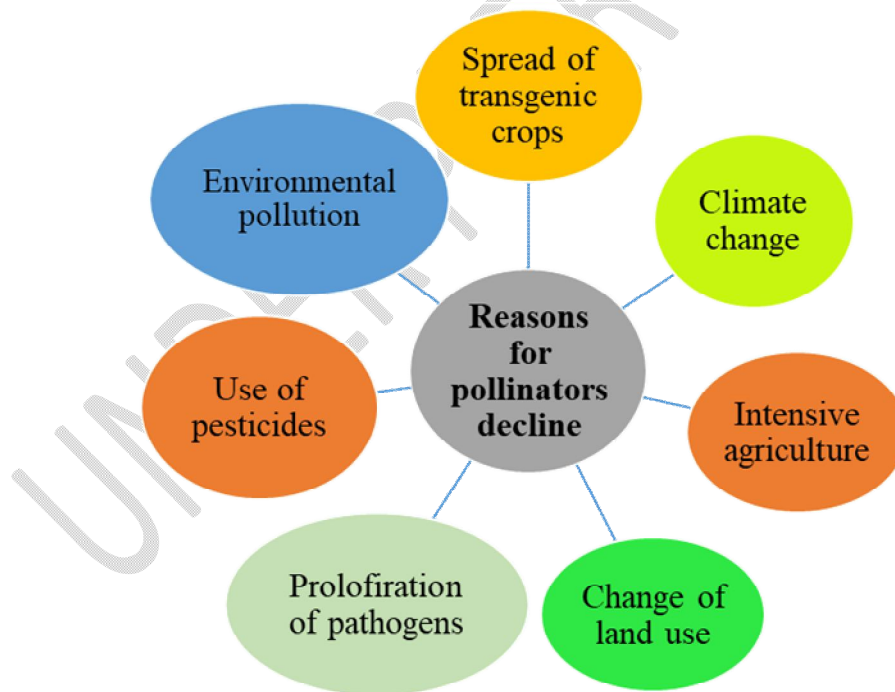 Spread of
transgenic
crops
Climate
change
Intensive
agriculture
Change of
land use
Prolofiration
of pathogens
Use of
pesticides
Environmental
pollution
Reasons
for
pollinators
decline